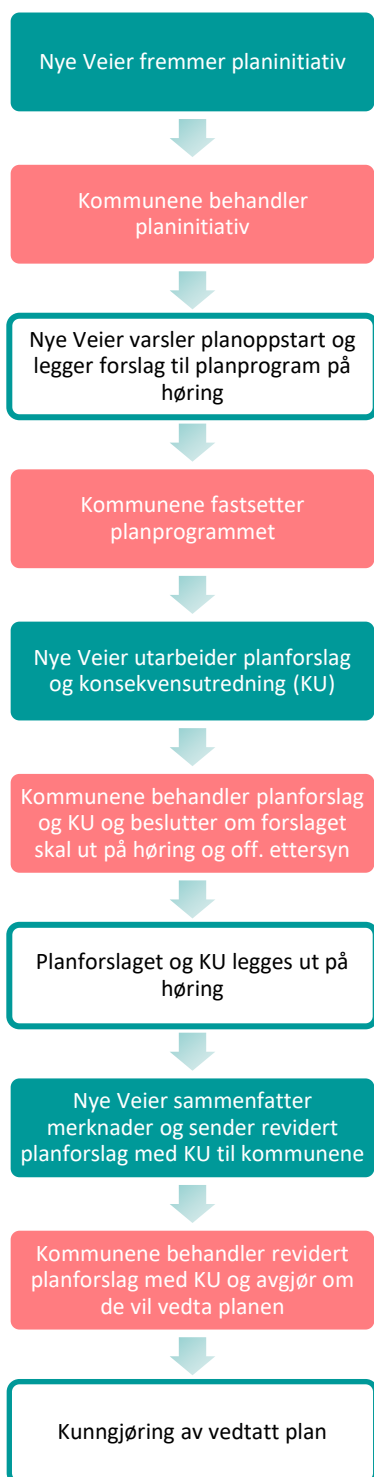 Nye Veier fremmer planinitiativ
Kommunene behandler
planinitiativ
Nye Veier varsler planoppstart og
legger forslag til planprogram på
høring
Kommunene fastsetter
planprogrammet
Nye Veier utarbeider planforslag
og konsekvensutredning (KU)
Kommunene behandler planforslag
og KU og beslutter om forslaget
skal ut på høring og off. ettersyn
Planforslaget og KU legges ut på
høring
Nye Veier sammenfatter
merknader og sender revidert
planforslag med KU til kommunene
Kommunene behandler revidert
planforslag med KU og avgjør om
de vil vedta planen
Kunngjøring av vedtatt plan